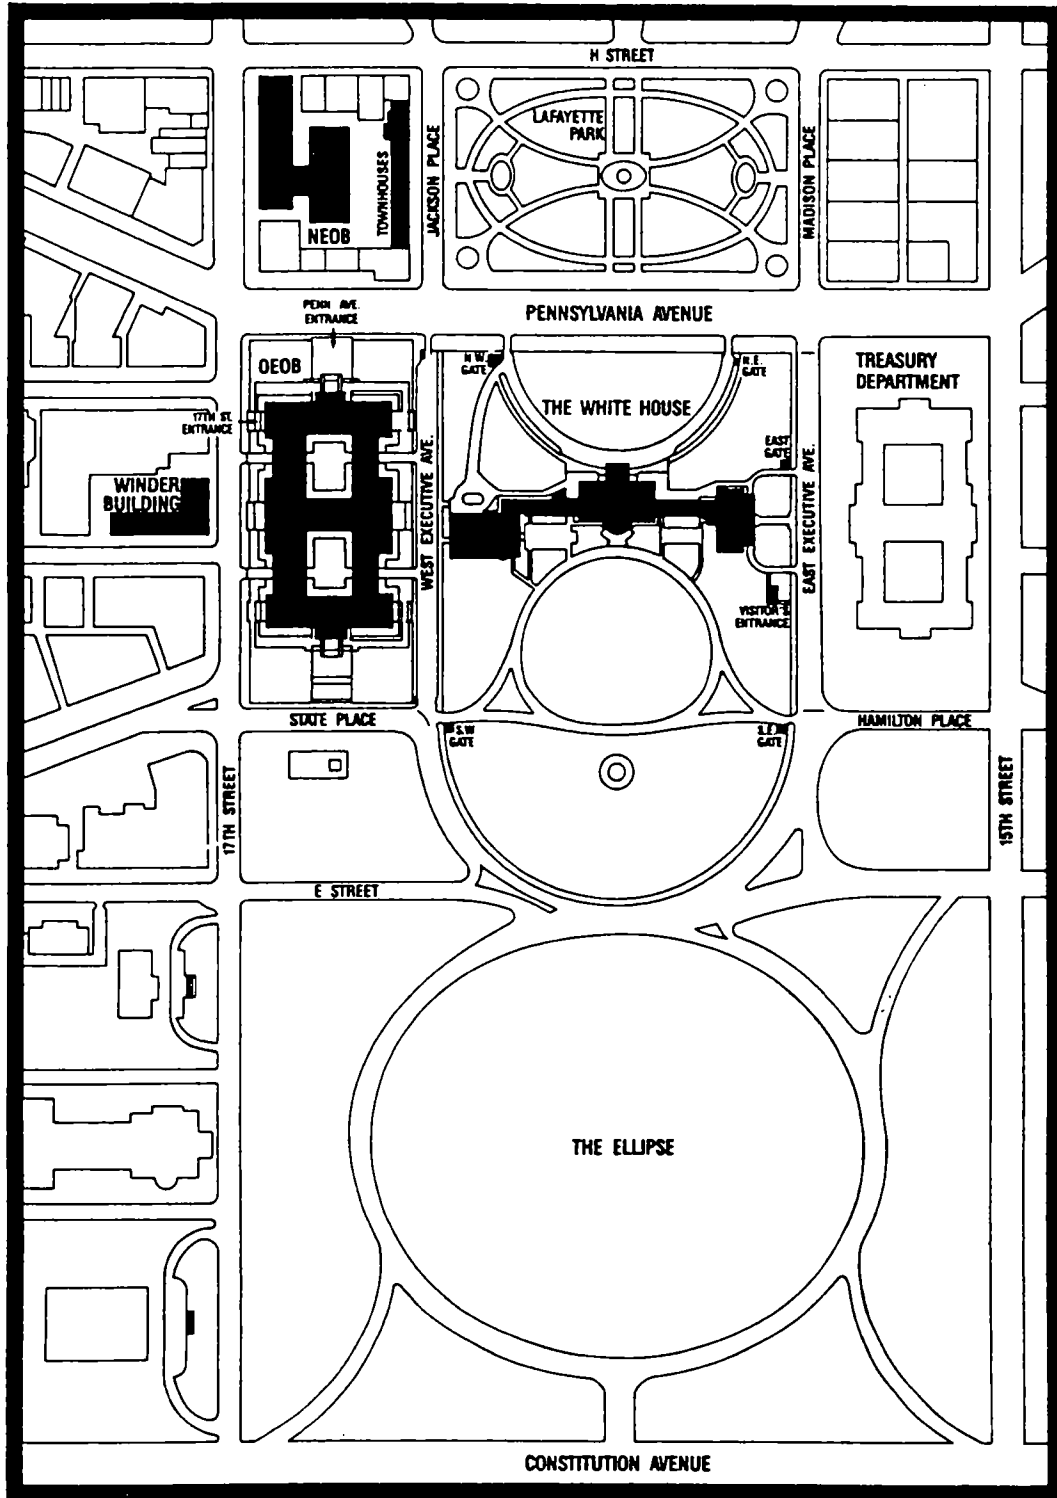 H STREET
LAFAYETTE
PARK
JACKSON PLACE
MADISON PLACE
TOWNHOUSES
NEOB
PENN AVE.
ENTRANCE
PENNSYLVANIA AVENUE
OEOB
N.W.
GATE
N.E.
GATE
TREASURY
DEPARTMENT
THE WHITE HOUSE
17TH ST.
ENTRANCE
EAST
GATE
WINDER
BUILDING
WEST EXECUTIVE AVE.
EAST EXECUTIVE AVE.
VISITOR'S
ENTRANCE
STATE PLACE
HAMILTON PLACE
S.W
GATE
S.E.
GATE
17TH STREET
15TH STREET
E STREET
THE ELLIPSE
CONSTITUTION AVENUE